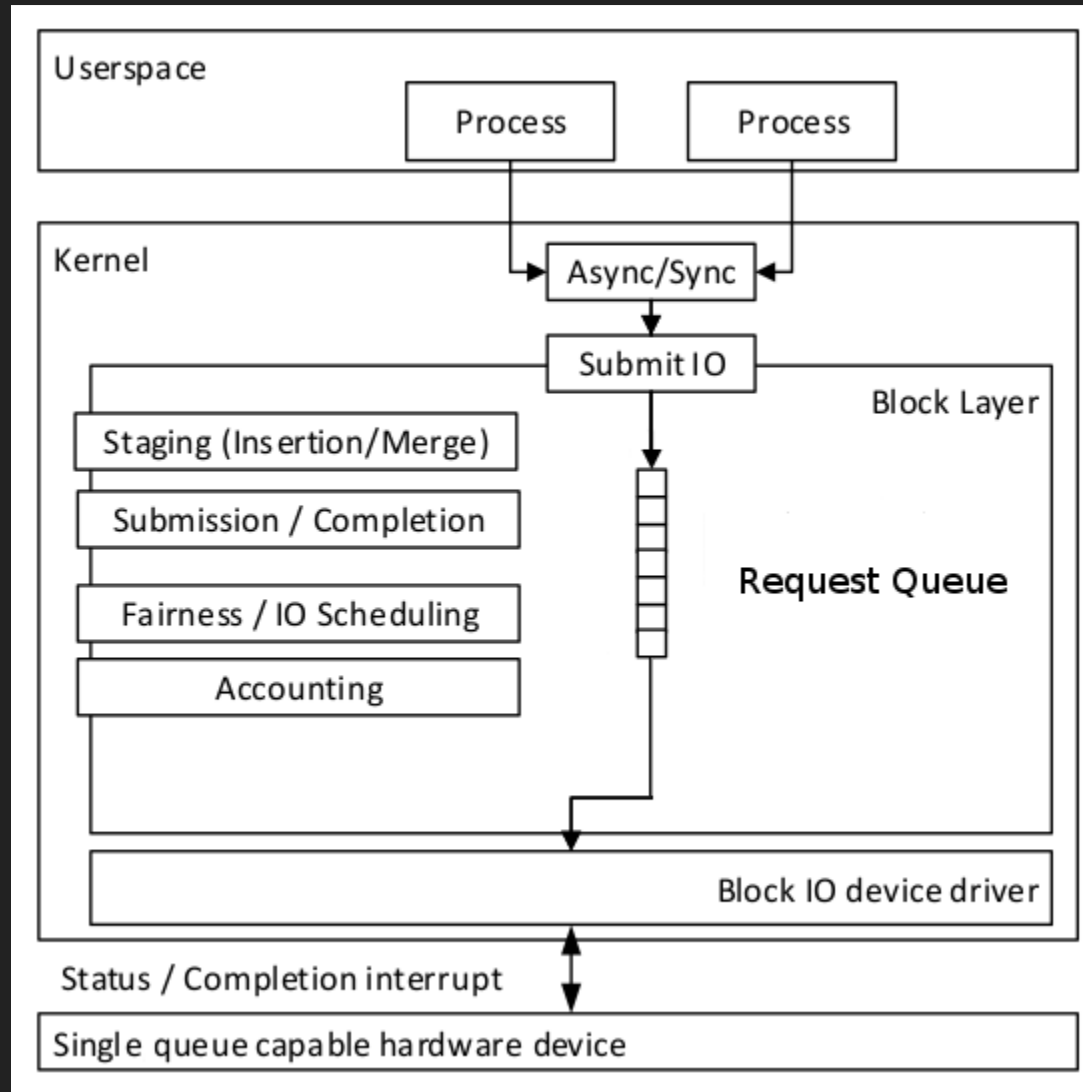 Userspace
Process
Process
Kernel
Async/Sync
Submit IO
Block Layer
Staging (Insertion/Merge)
Submission / Completion
Request Queue
Fairness / IO Scheduling
Accounting
Block IO device driver
Status / Completion interrupt
Single queue capable hardware device